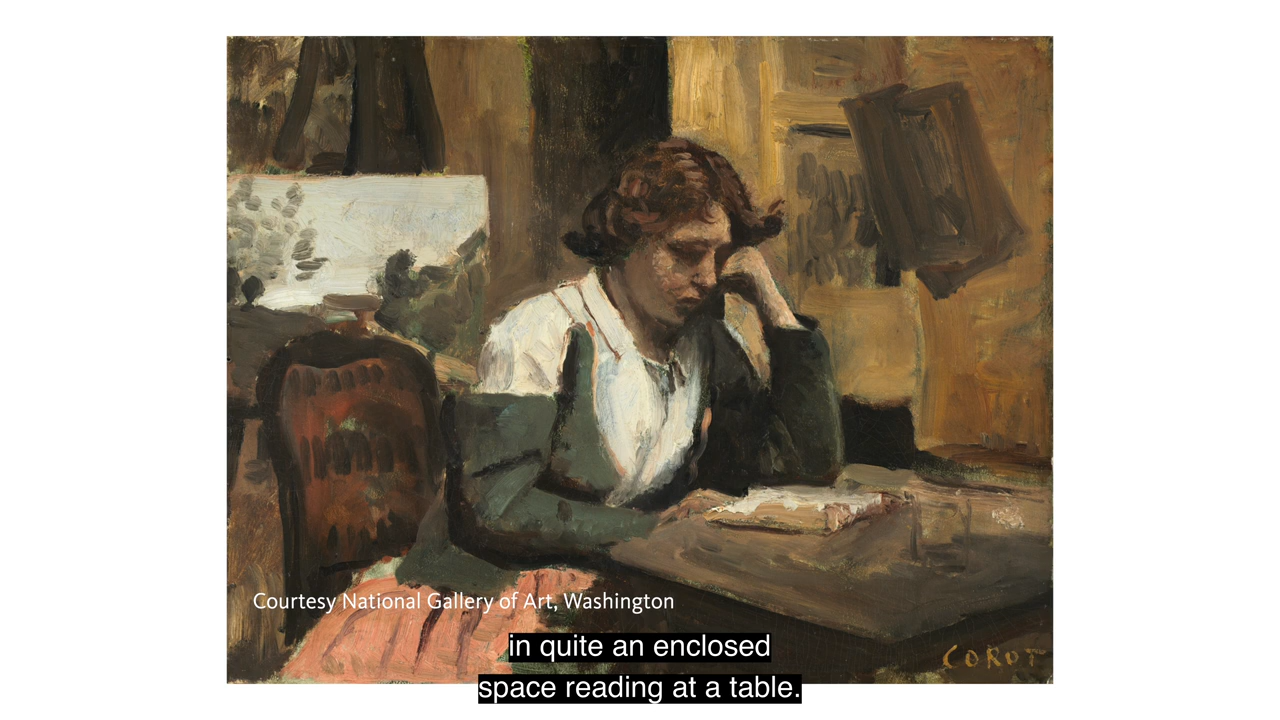 Courtesy National Gallery of Art, Washington
in quite an enclosed
space reading at a table.
COROT